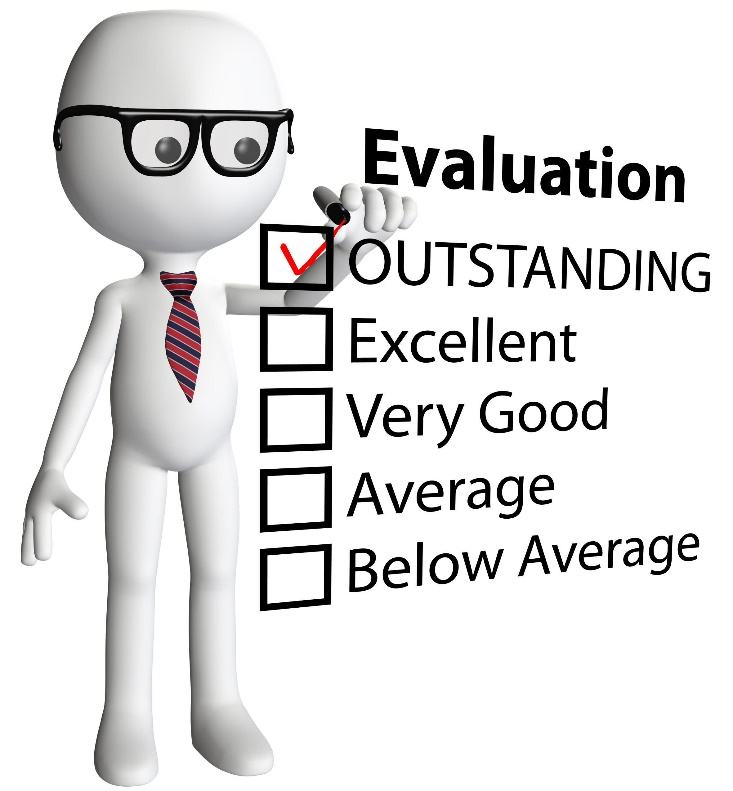 Evaluation
OUTSTANDING
Excellent
Very Good
Average
Below Average